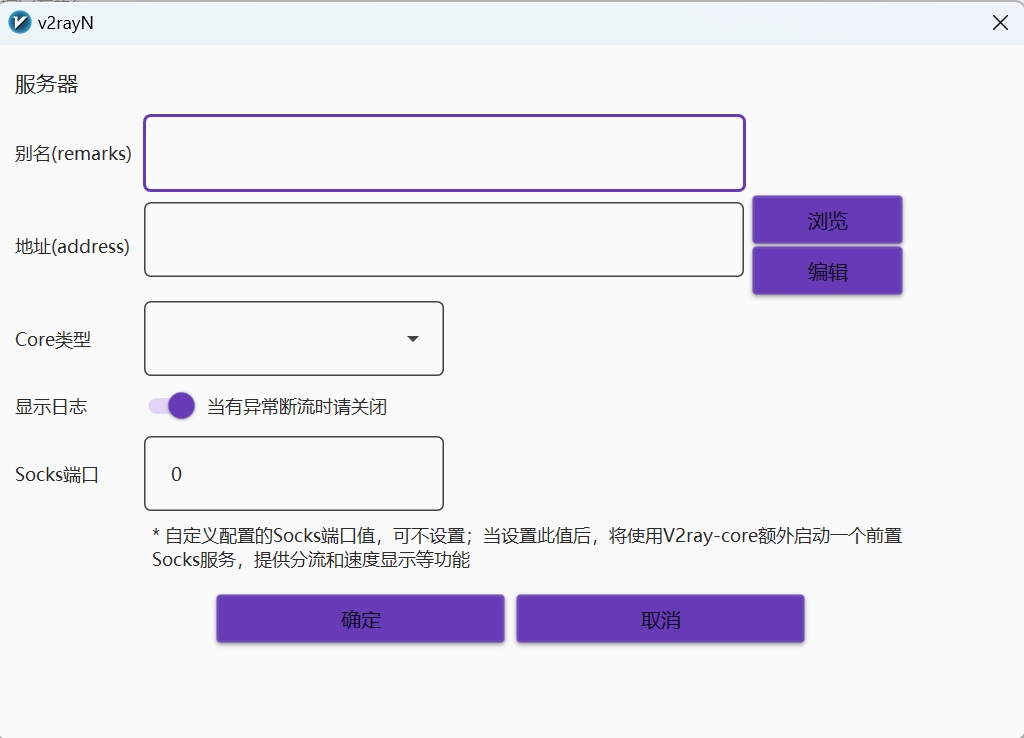 v2rayN
服务器
别名(remarks)
地址(address)
浏览
编辑
Core类型
显示日志
当有异常断流时请关闭
Socks端口
0
* 自定义配置的Socks端口值，可不设置；当设置此值后，将使用V2ray-core额外启动一个前置
Socks服务，提供分流和速度显示等功能
确定
取消